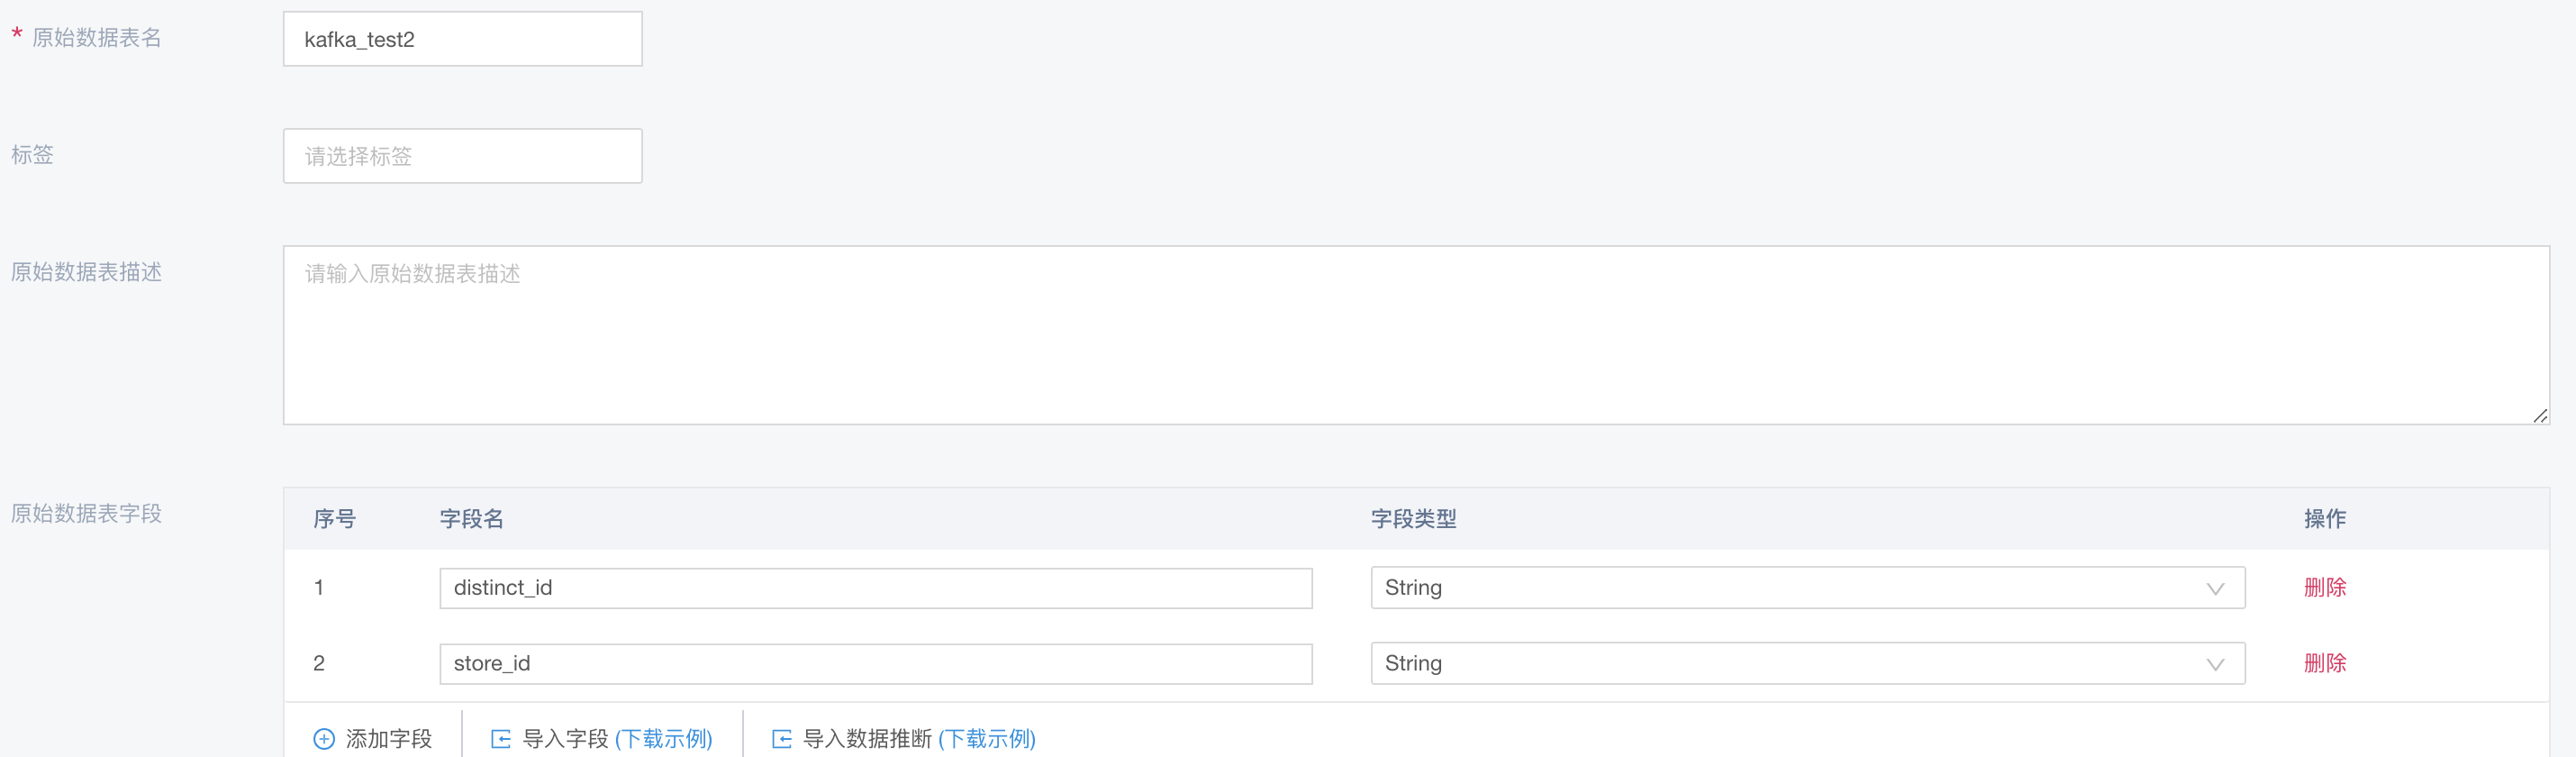 * 原始数据表名
kafka_test2
标签
请选择标签
原始数据表描述
请输入原始数据表描述
原始数据表字段
序号 字段名 字段类型 操作
1 distinct_id String 删除
2 store_id String 删除
添加字段 导入字段 (下载示例) 导入数据推断 (下载示例)